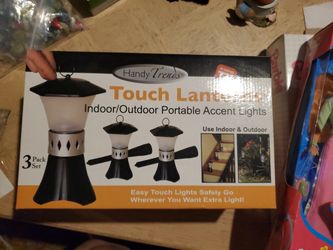 Handy Trends
Touch Lanterns
Indoor/Outdoor Portable Accent Lights
Use Indoor & Outdoor
3 Pack
Set
Easy Touch Lights Safely Go
Wherever You Want Extra Light!